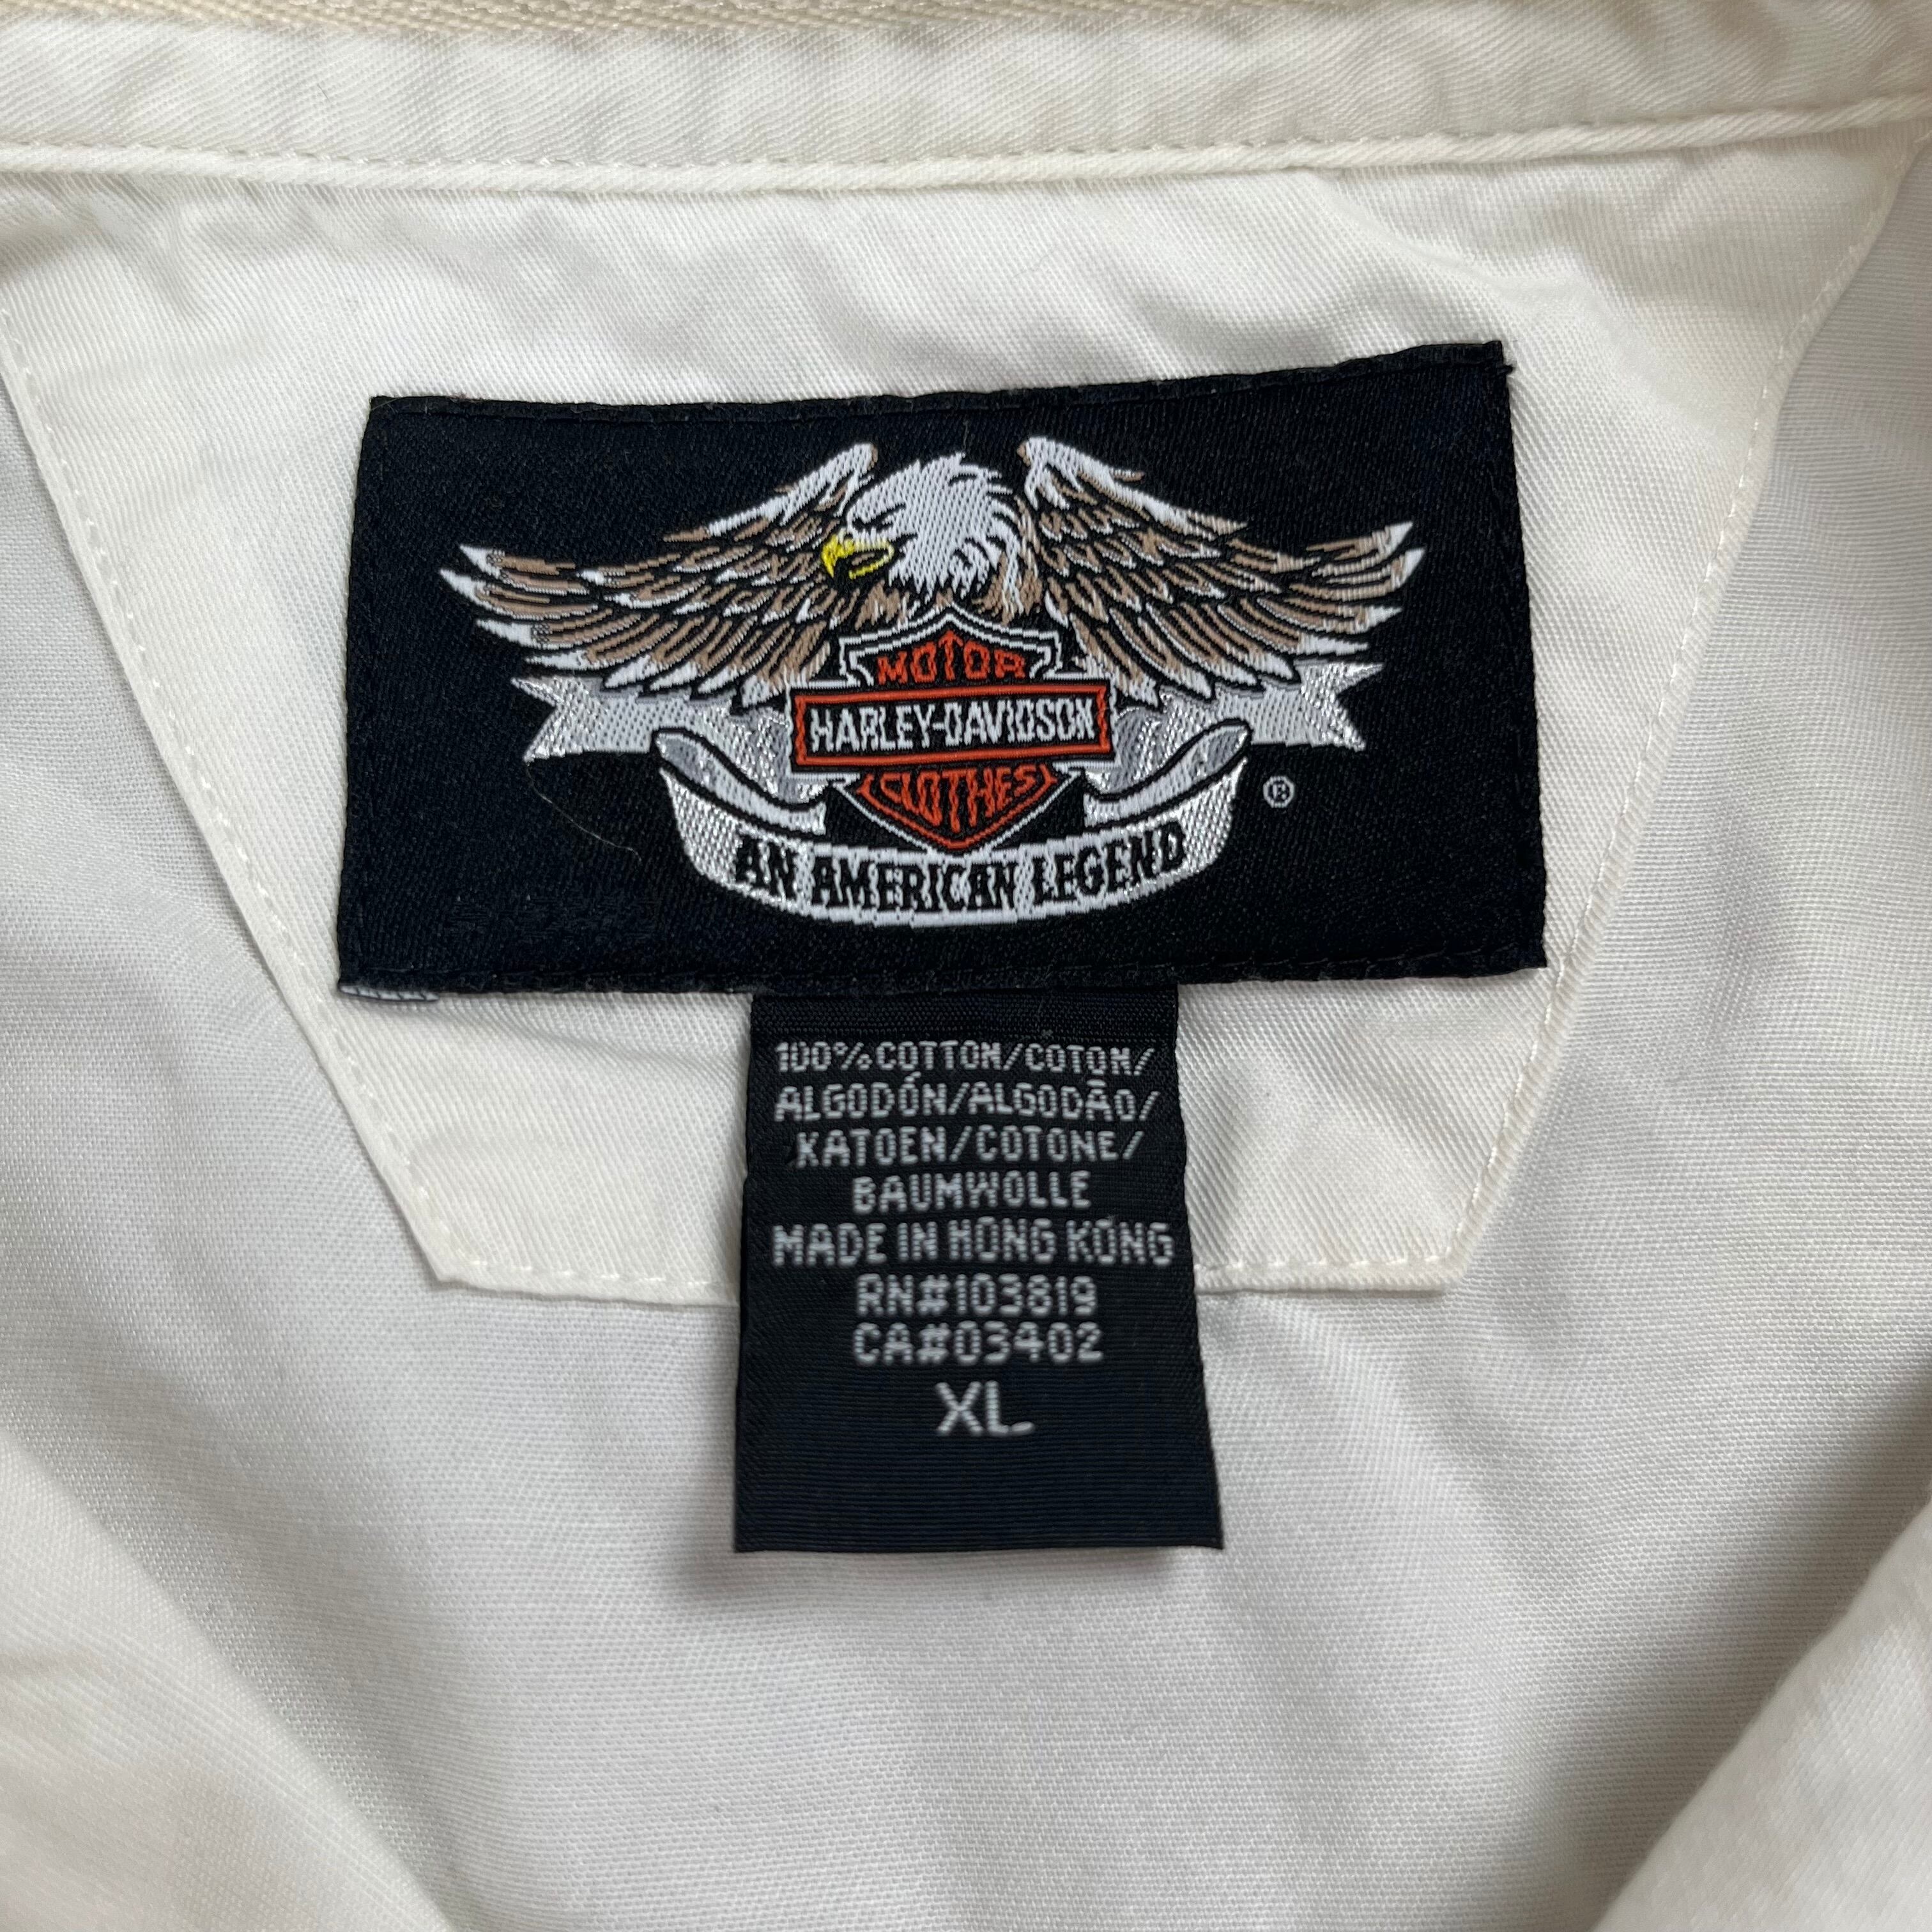 MOTOR
HARLEY-DAVIDSON
CLOTHES
®
AN AMERICAN LEGEND
100% COTTON/COTON/
ALGODÓN/ALGODÃO/
KATOEN/COTONE/
BAUMWOLLE
MADE IN HONG KONG
RN#103819
CA#03402
XL